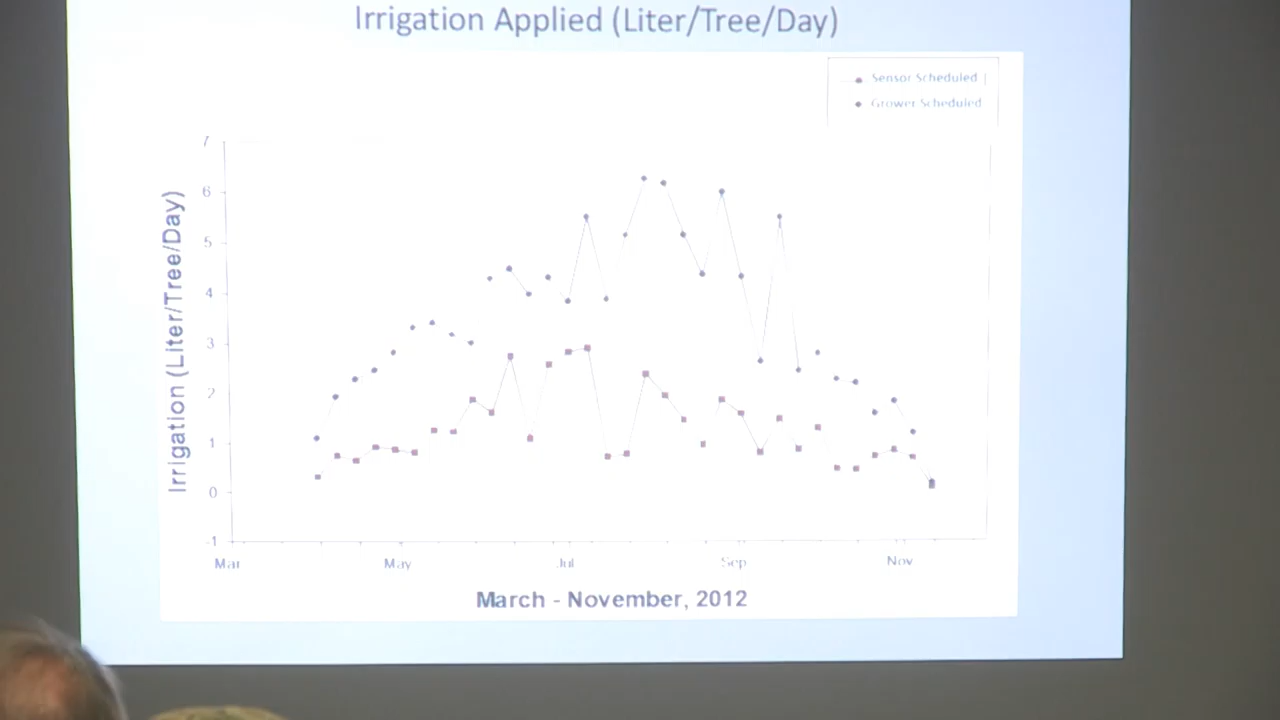 Irrigation Applied (Liter/Tree/Day)
Sensor Scheduled
Grower Scheduled
7
6
5
4
3
2
1
0
-1
Irrigation (Liter/Tree/Day)
Mar May Jul Sep Nov
March - November, 2012